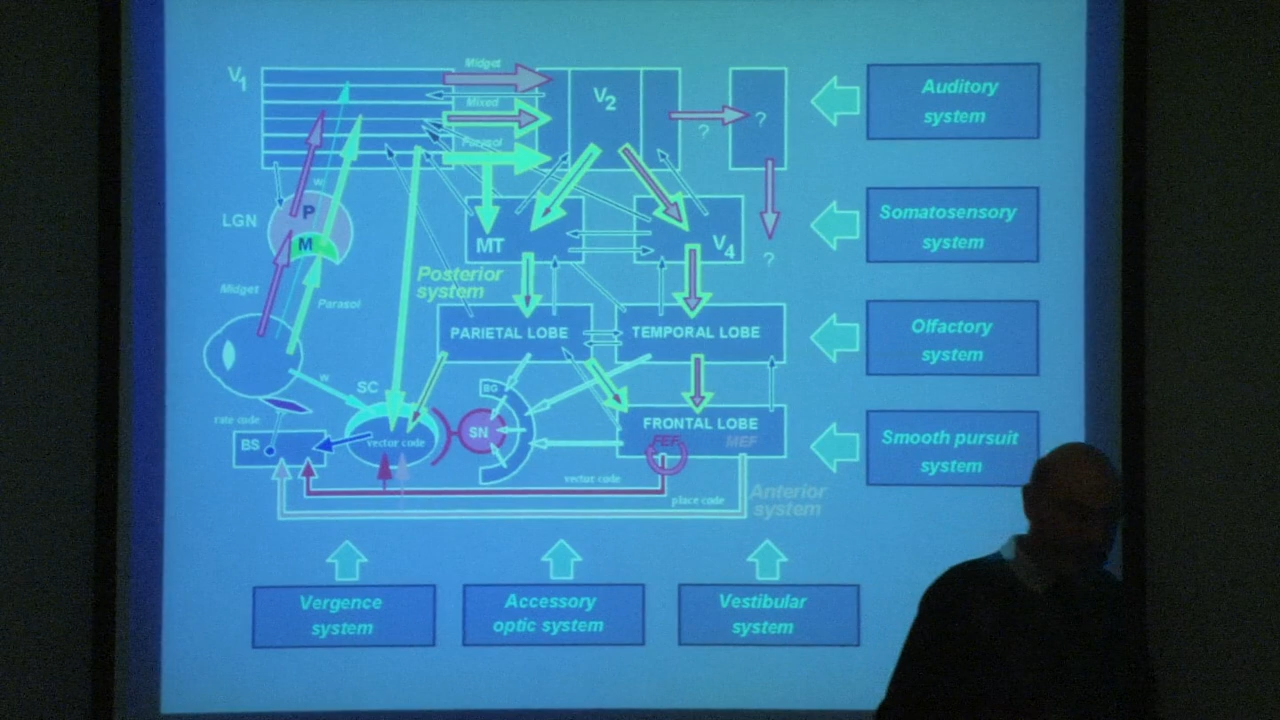 V1
Midget
Mixed
Parasol
V2
?
?
Auditory
system
LGN
w
P
M
MT
V4
?
Somatosensory
system
Midget
Parasol
Posterior
system
PARIETAL LOBE
TEMPORAL LOBE
Olfactory
system
w
SC
BG
rate code
BS
vector code
SN
FRONTAL LOBE
FEF
MEF
Smooth pursuit
system
vector code
place code
Anterior
system
Vergence
system
Accessory
optic system
Vestibular
system